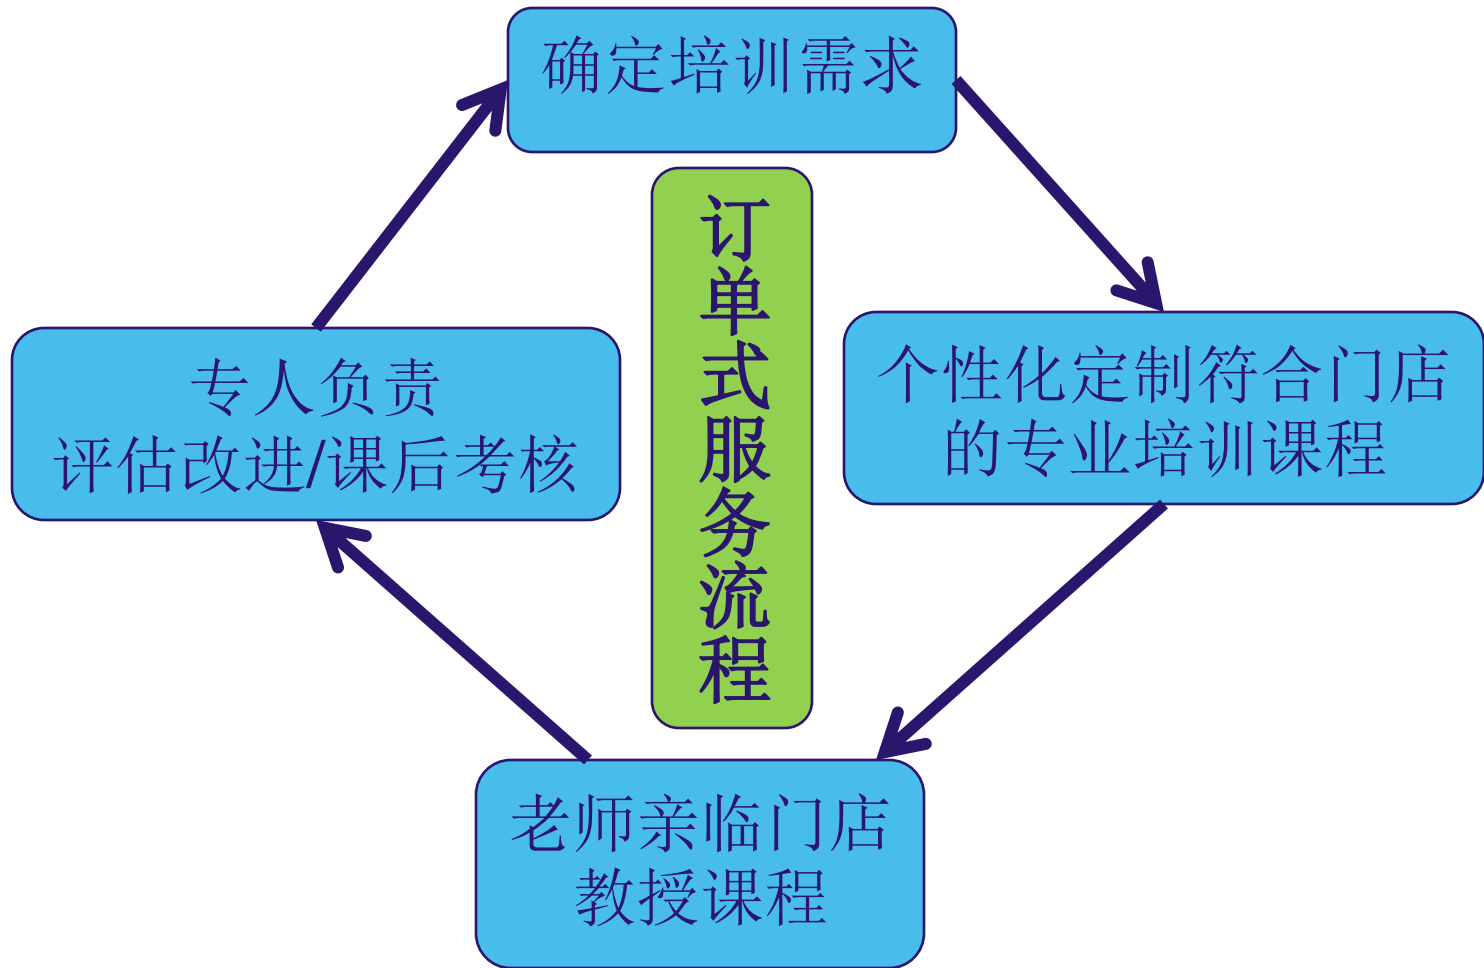 确定培训需求
订单式服务流程
专人负责
评估改进/课后考核
个性化定制符合门店
的专业培训课程
老师亲临门店
教授课程